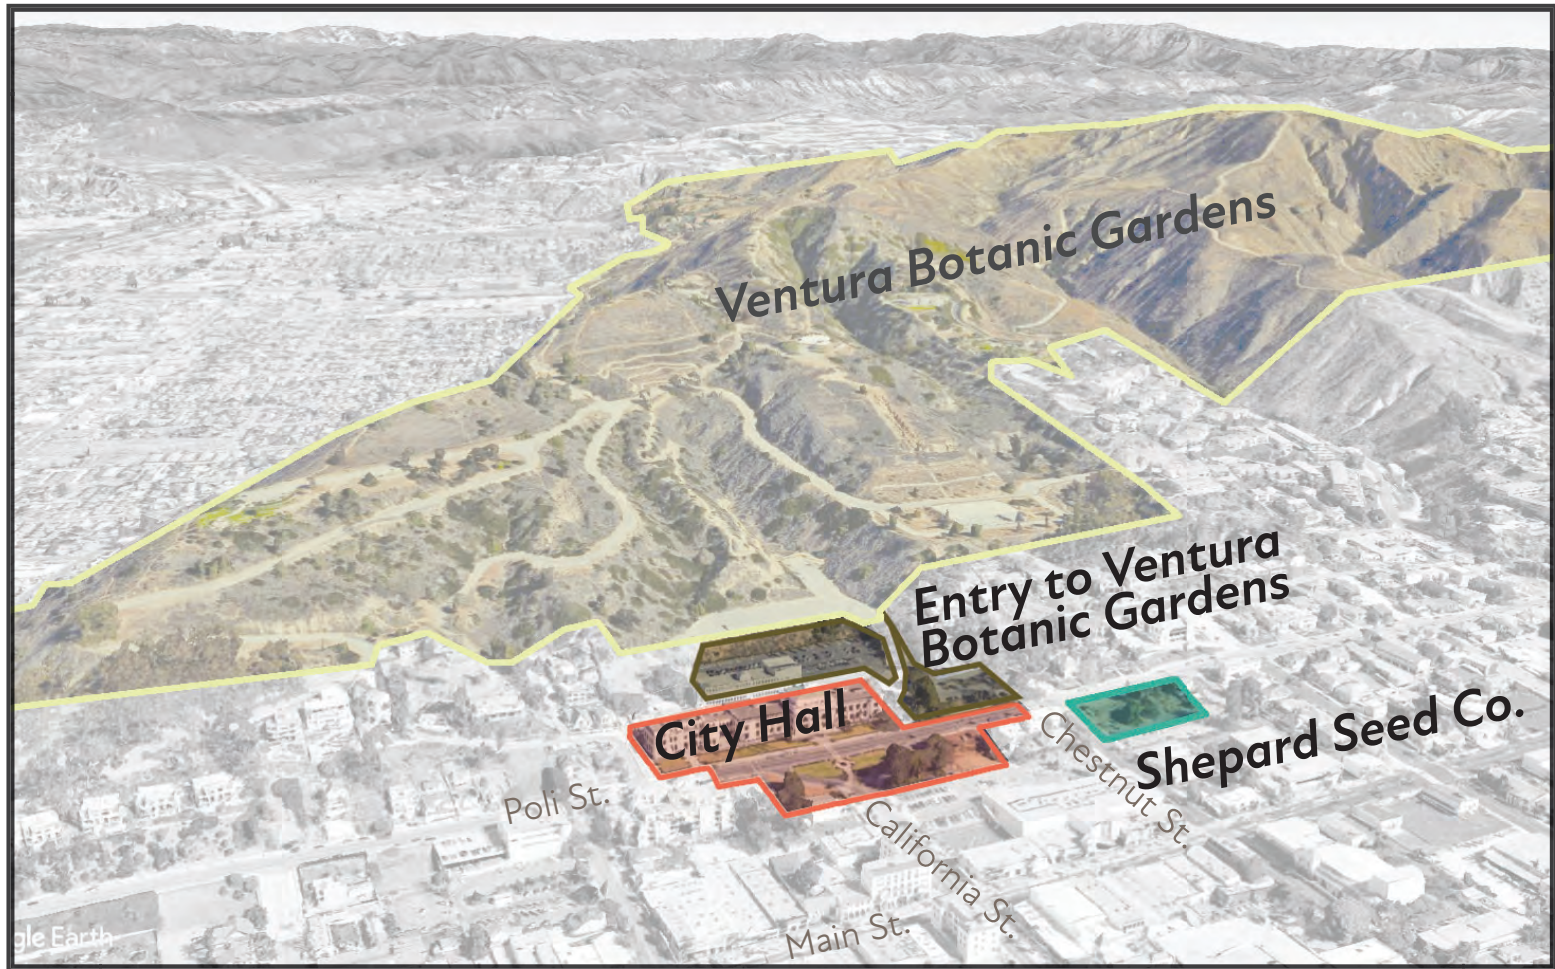 Ventura Botanic Gardens
Entry to Ventura
Botanic Gardens
City Hall
Shepard Seed Co.
Chestnut St.
Poli St.
California St.
Main St.
gle Earth